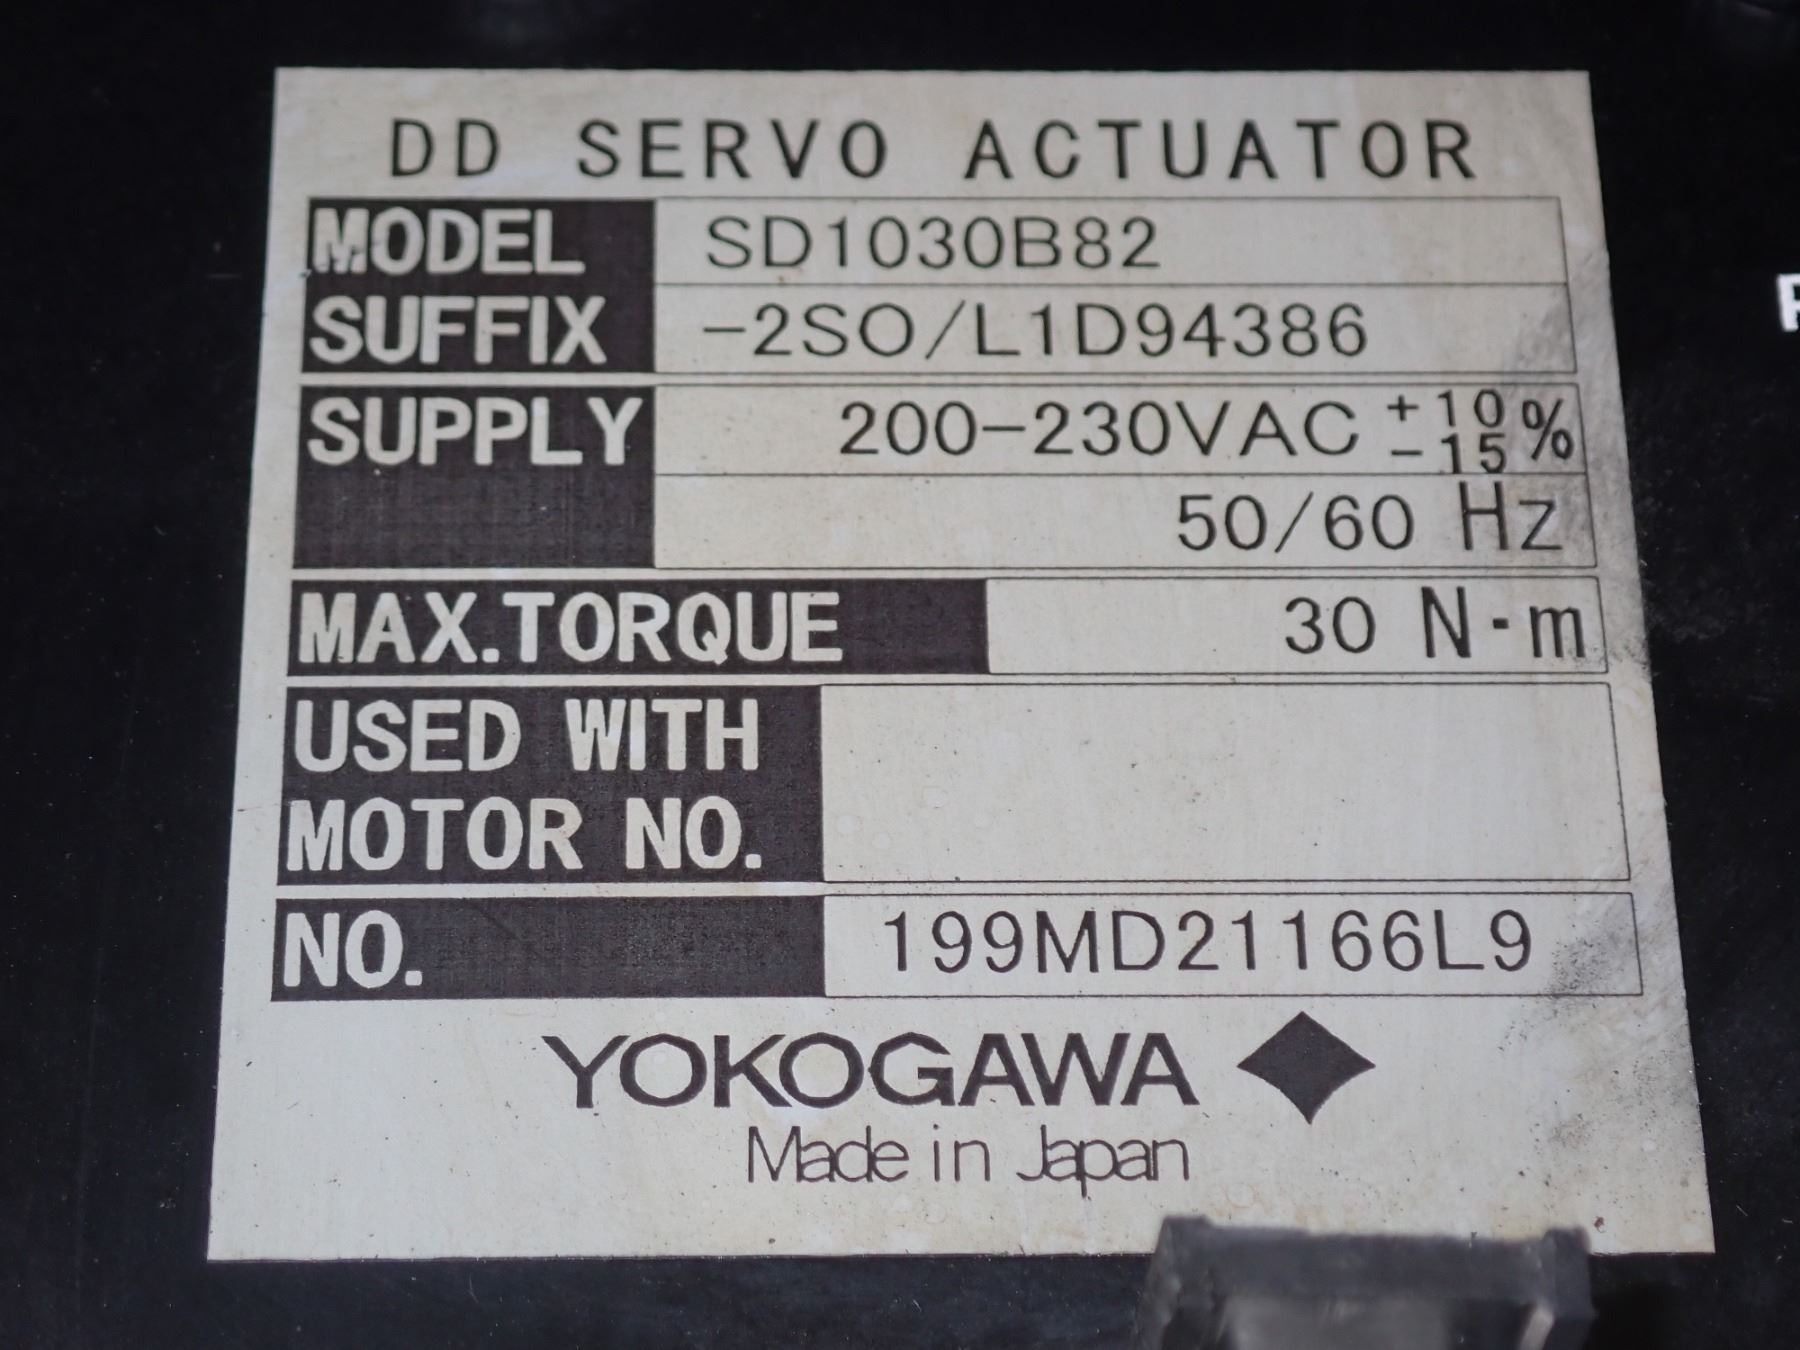 DD SERVO ACTUATOR
MODEL SD1030B82
SUFFIX -2SO/L1D94386
SUPPLY 200-230VAC +10 -15 %
50/60 Hz
MAX.TORQUE 30 N·m
USED WITH
MOTOR NO.
NO. 199MD21166L9
YOKOGAWA
Made in Japan